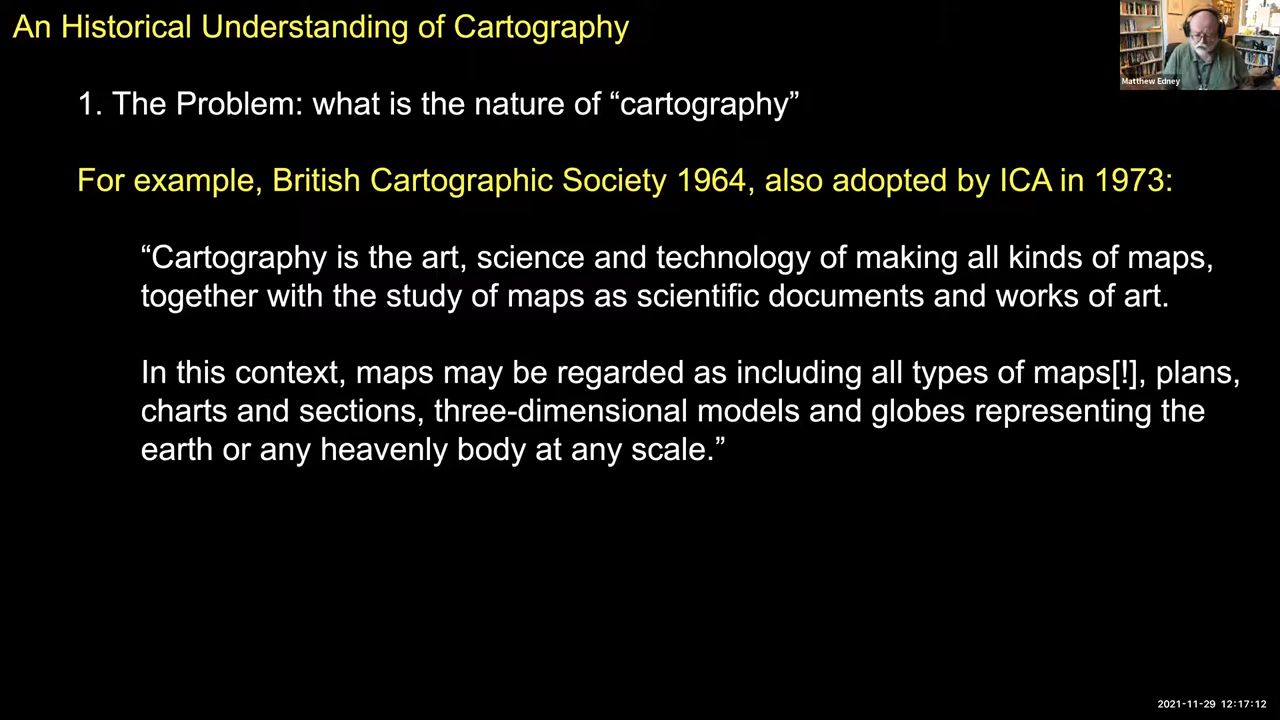 An Historical Understanding of Cartography
Matthew Edney
1. The Problem: what is the nature of “cartography”
For example, British Cartographic Society 1964, also adopted by ICA in 1973:
“Cartography is the art, science and technology of making all kinds of maps,
together with the study of maps as scientific documents and works of art.
In this context, maps may be regarded as including all types of maps[!], plans,
charts and sections, three-dimensional models and globes representing the
earth or any heavenly body at any scale.”
2021-11-29 12:17:12